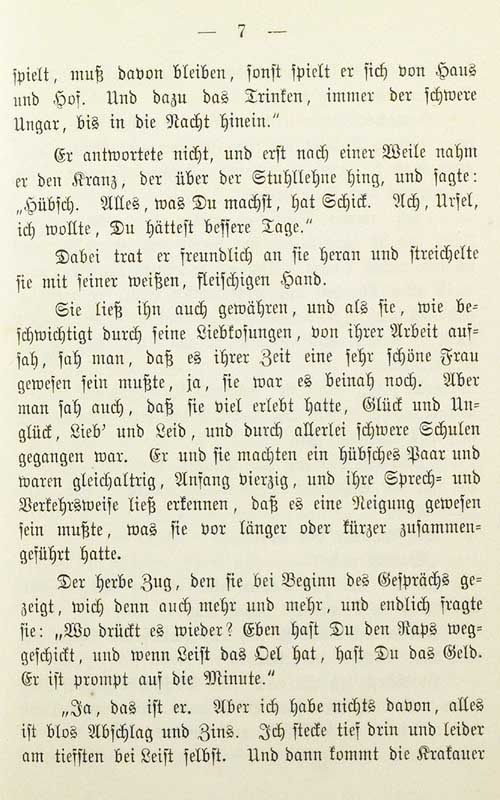 — 7 —
spielt, muß davon bleiben, sonst spielt er sich von Haus
und Hof. Und dazu das Trinken, immer der schwere
Ungar, bis in die Nacht hinein.“
Er antwortete nicht, und erst nach einer Weile nahm
er den Kranz, der über der Stuhllehne hing, und sagte:
„Hübsch. Alles, was Du machst, hat Schick. Ach, Ursel,
ich wollte, Du hättest bessere Tage.“
Dabei trat er freundlich an sie heran und streichelte
sie mit seiner weißen, fleischigen Hand.
Sie ließ ihn auch gewähren, und als sie, wie be-
schwichtigt durch seine Liebkosungen, von ihrer Arbeit auf-
sah, sah man, daß es ihrer Zeit eine sehr schöne Frau
gewesen sein mußte, ja, sie war es beinah noch. Aber
man sah auch, daß sie viel erlebt hatte, Glück und Un-
glück, Lieb’ und Leid, und durch allerlei schwere Schulen
gegangen war. Er und sie machten ein hübsches Paar und
waren gleichaltrig, Anfang vierzig, und ihre Sprech- und
Verkehrsweise ließ erkennen, daß es eine Neigung gewesen
sein mußte, was sie vor länger oder kürzer zusammen-
geführt hatte.
Der herbe Zug, den sie bei Beginn des Gesprächs ge-
zeigt, wich denn auch mehr und mehr, und endlich fragte
sie: „Wo drückt es wieder? Eben hast Du den Raps weg-
geschickt, und wenn Leist das Oel hat, hast Du das Geld.
Er ist prompt auf die Minute.“
„Ja, das ist er. Aber ich habe nichts davon, alles
ist blos Abschlag und Zins. Ich stecke tief drin und leider
am tiefsten bei Leist selbst. Und dann kommt die Krakauer